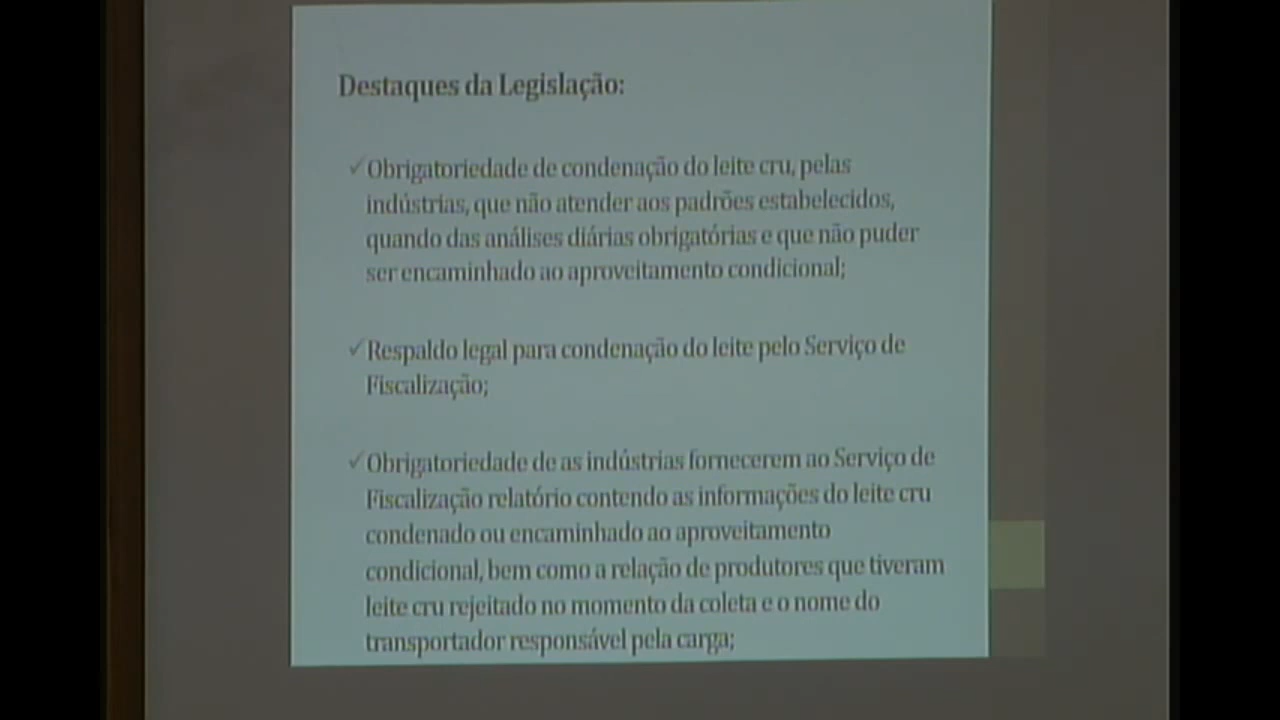 Destaques da Legislação:
✓Obrigatoriedade de condenação do leite cru, pelas
indústrias, que não atender aos padrões estabelecidos,
quando das análises diárias obrigatórias e que não puder
ser encaminhado ao aproveitamento condicional;
✓Respaldo legal para condenação do leite pelo Serviço de
Fiscalização;
✓Obrigatoriedade de as indústrias fornecerem ao Serviço de
Fiscalização relatório contendo as informações do leite cru
condenado ou encaminhado ao aproveitamento
condicional, bem como a relação de produtores que tiveram
leite cru rejeitado no momento da coleta e o nome do
transportador responsável pela carga;